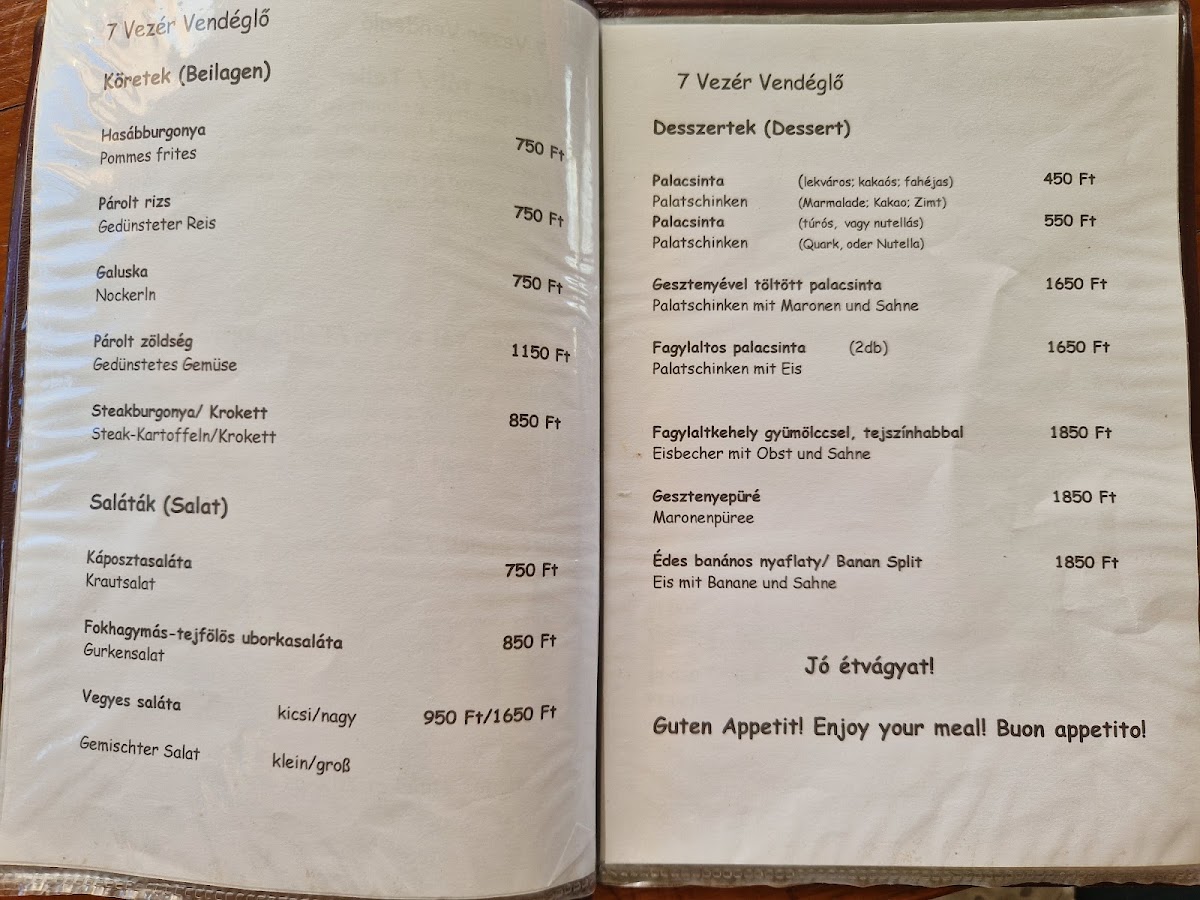 7 Vezér Vendéglő
Köretek (Beilagen)
Hasábburgonya 750 Ft
Pommes frites
Párolt rizs 750 Ft
Gedünsteter Reis
Galuska 750 Ft
Nockerln
Párolt zöldség 1150 Ft
Gedünstetes Gemüse
Steakburgonya/ Krokett 850 Ft
Steak-Kartoffeln/Krokett
Saláták (Salat)
Káposztasaláta 750 Ft
Krautsalat
Fokhagymás-tejfölös uborkasaláta 850 Ft
Gurkensalat
Vegyes saláta kicsi/nagy 950 Ft/1650 Ft
Gemischter Salat klein/groß
7 Vezér Vendéglő
Desszertek (Dessert)
Palacsinta (lekváros; kakaós; fahéjas) 450 Ft
Palatschinken (Marmalade; Kakao; Zimt)
Palacsinta (túrós, vagy nutellás) 550 Ft
Palatschinken (Quark, oder Nutella)
Gesztenyével töltött palacsinta 1650 Ft
Palatschinken mit Maronen und Sahne
Fagylaltos palacsinta (2db) 1650 Ft
Palatschinken mit Eis
Fagylaltkehely gyümölccsel, tejszínhabbal 1850 Ft
Eisbecher mit Obst und Sahne
Gesztenyepüré 1850 Ft
Maronenpüree
Édes banános nyaflaty/ Banan Split 1850 Ft
Eis mit Banane und Sahne
Jó étvágyat!
Guten Appetit! Enjoy your meal! Buon appetito!